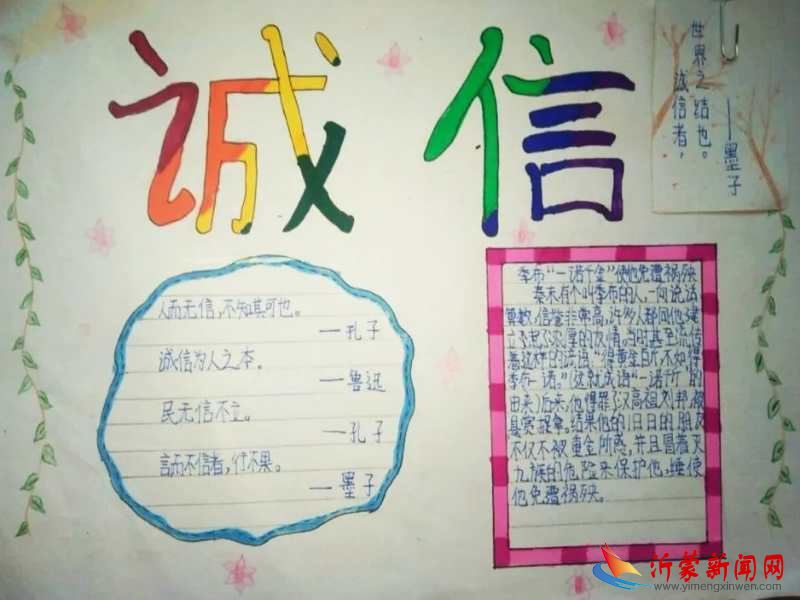 诚信
诚信者，
世界之结也。
——墨子
人而无信，不知其可也。
——孔子
诚信为人之本。
——鲁迅
民无信不立。
——孔子
言而不信者，行不果。
——墨子
季布“一诺千金”使他免遭祸殃
秦末有个叫季布的人，一向说话
算数，信誉非常高，许多人都同他建
立了浓厚的友情。当时甚至流传
着这样的谚语：“得黄金百斤，不如得
季布一诺。”（这就成语“一诺千金”的
由来）后来，他得罪了汉高祖刘邦，被
悬赏捉拿。结果他的旧日的朋友
不仅不被重金所惑，并且冒着灭
九族的危险来保护他，
他免遭祸殃。
沂蒙新闻网
www.yimengxinwen.com